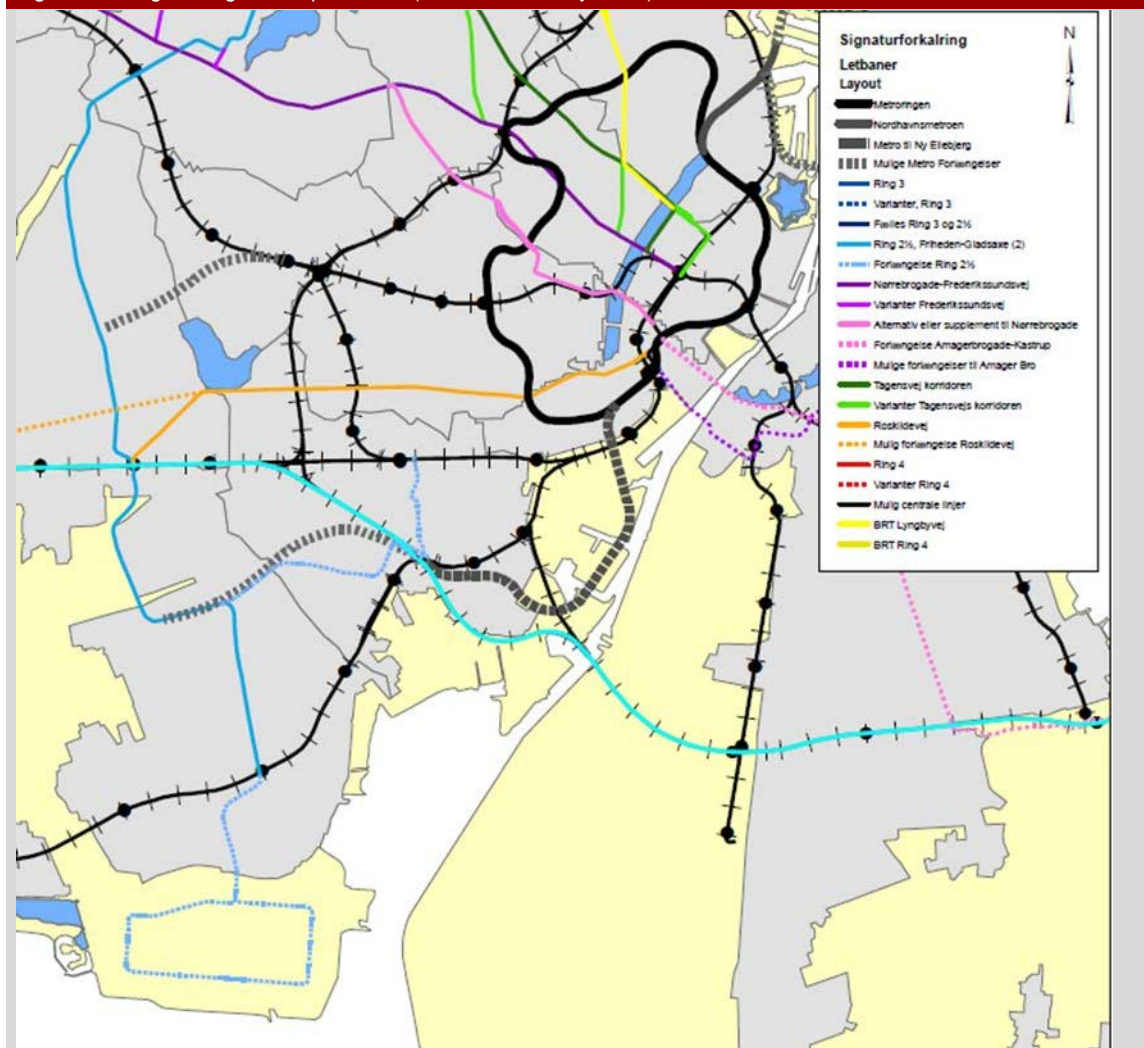 Signaturforkalring
N
Letbaner
Layout
Metroringen
Nordhavnsmetroen
Metro til Ny Ellebjerg
Mulige Metro Forlængelser
Ring 3
Varianter, Ring 3
Fælles Ring 3 og 2½
Ring 2½, Friheden-Gladsaxe (2)
Forlængelse Ring 2½
Nørrebrogade-Frederikssundsvej
Varianter Frederikssundsvej
Alternativ eller supplement til Nørrebrogade
Forlængelse Amagerbrogade-Kastrup
Mulige forlængelser til Amager Bro
Tagensvej korridoren
Varianter Tagensvejs korridoren
Roskildevej
Mulig forlængelse Roskildevej
Ring 4
Varianter Ring 4
Mulig centrale linjer
BRT Lyngbyvej
BRT Ring 4